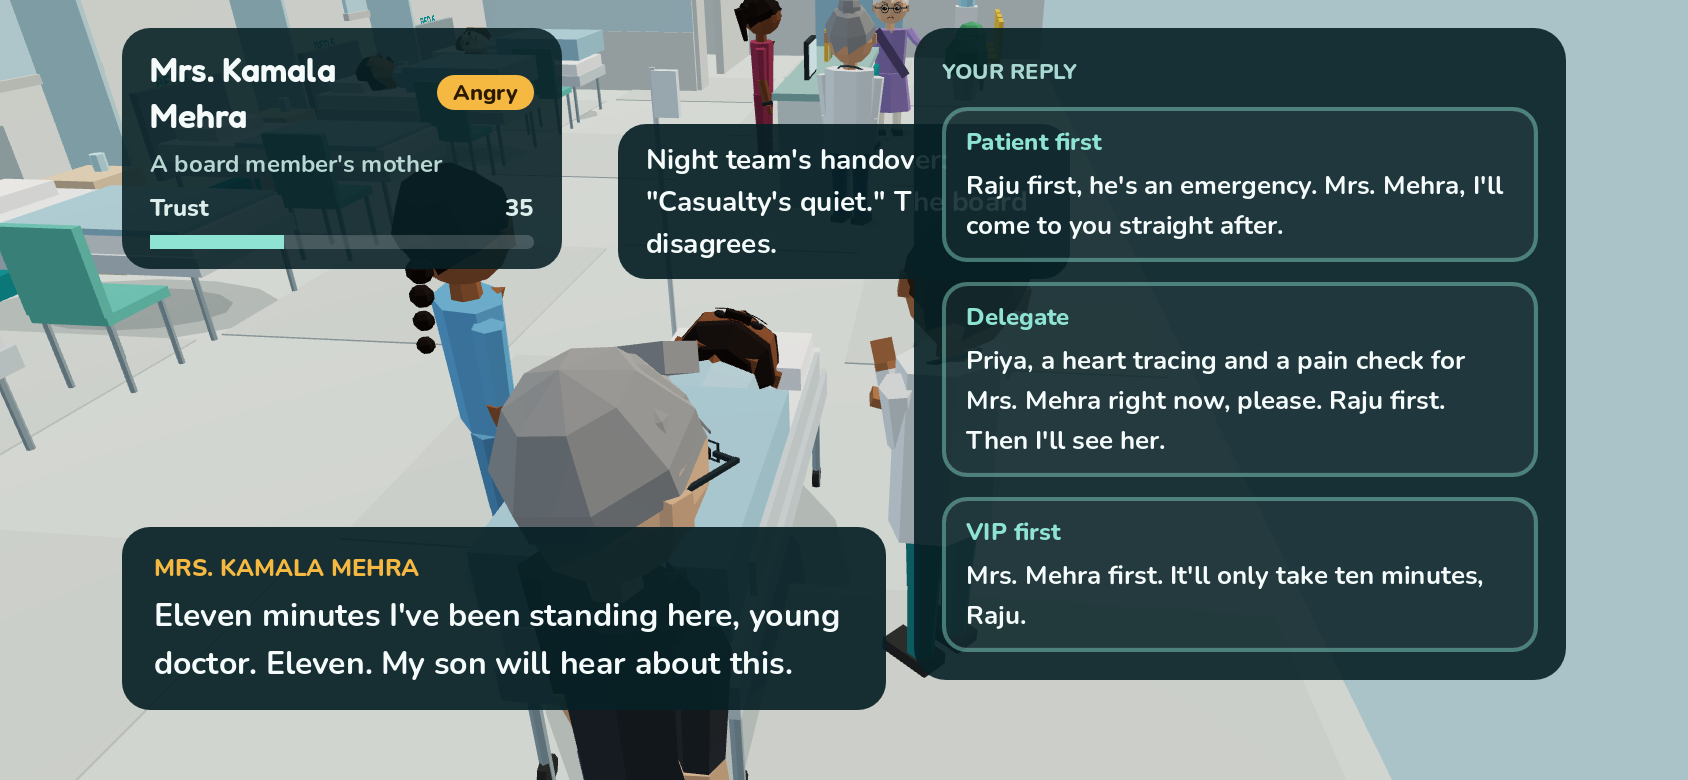 Mrs. Kamala
Mehra
Angry
A board member's mother
Trust 35
Night team's handover:
"Casualty's quiet." The board
disagrees.
YOUR REPLY
Patient first
Raju first, he's an emergency. Mrs. Mehra, I'll
come to you straight after.
Delegate
Priya, a heart tracing and a pain check for
Mrs. Mehra right now, please. Raju first.
Then I'll see her.
VIP first
Mrs. Mehra first. It'll only take ten minutes,
Raju.
MRS. KAMALA MEHRA
Eleven minutes I've been standing here, young
doctor. Eleven. My son will hear about this.